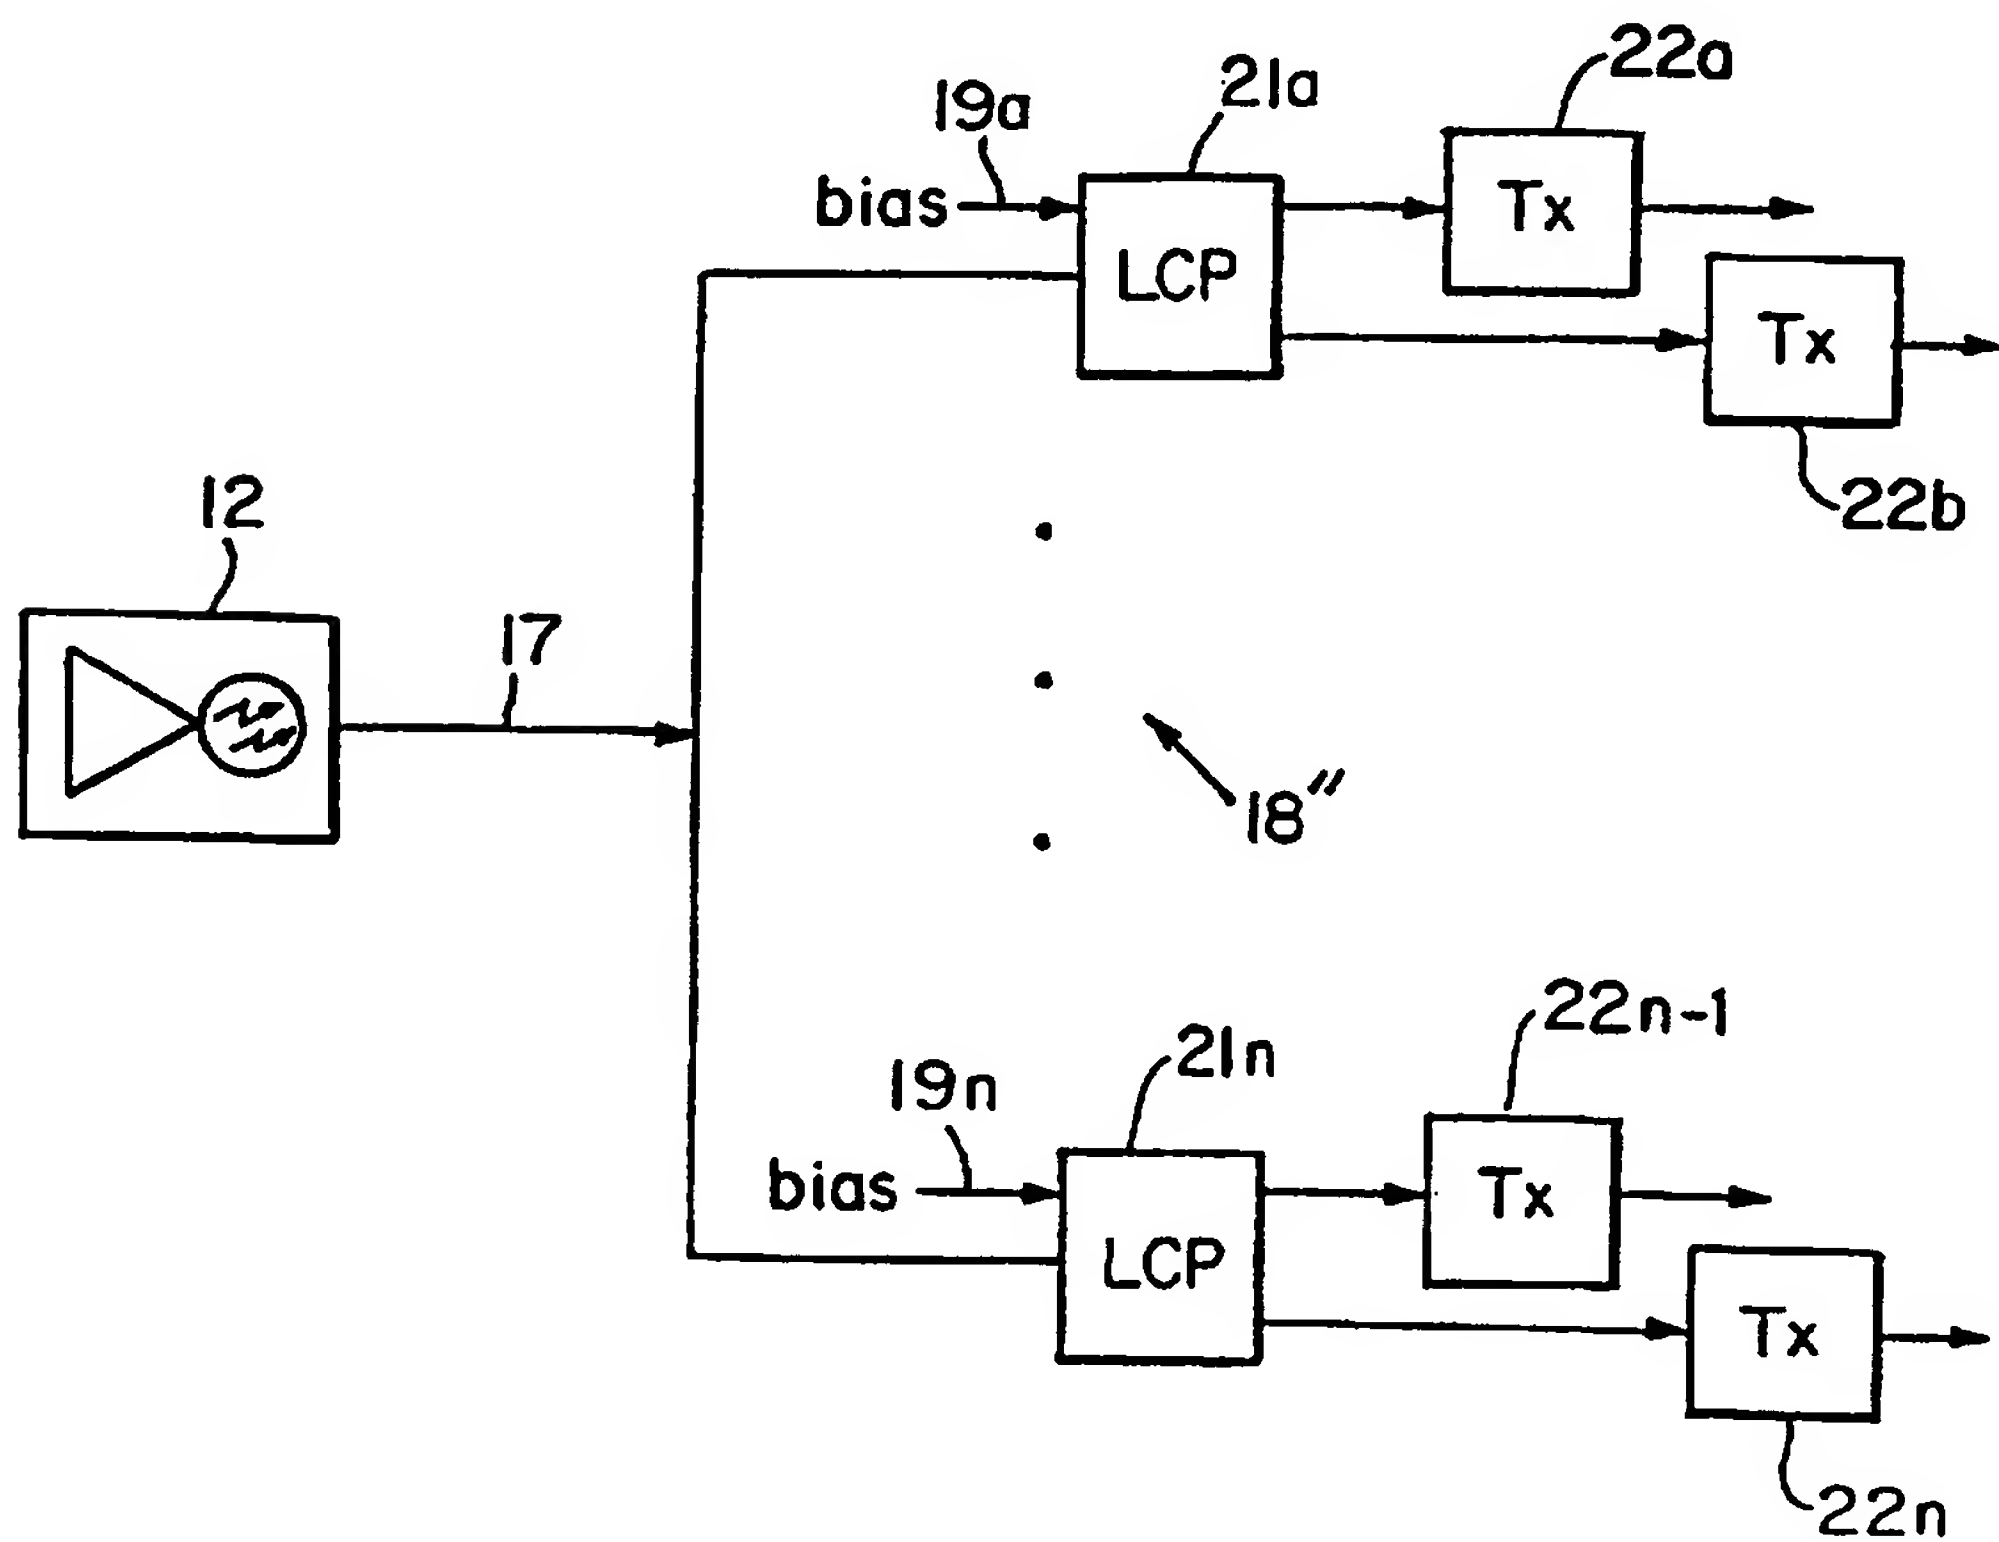 22a
21a
19a
bias
Tx
LCP
Tx
22b
12
17
18″
22n-1
21n
19n
bias
Tx
LCP
Tx
22n